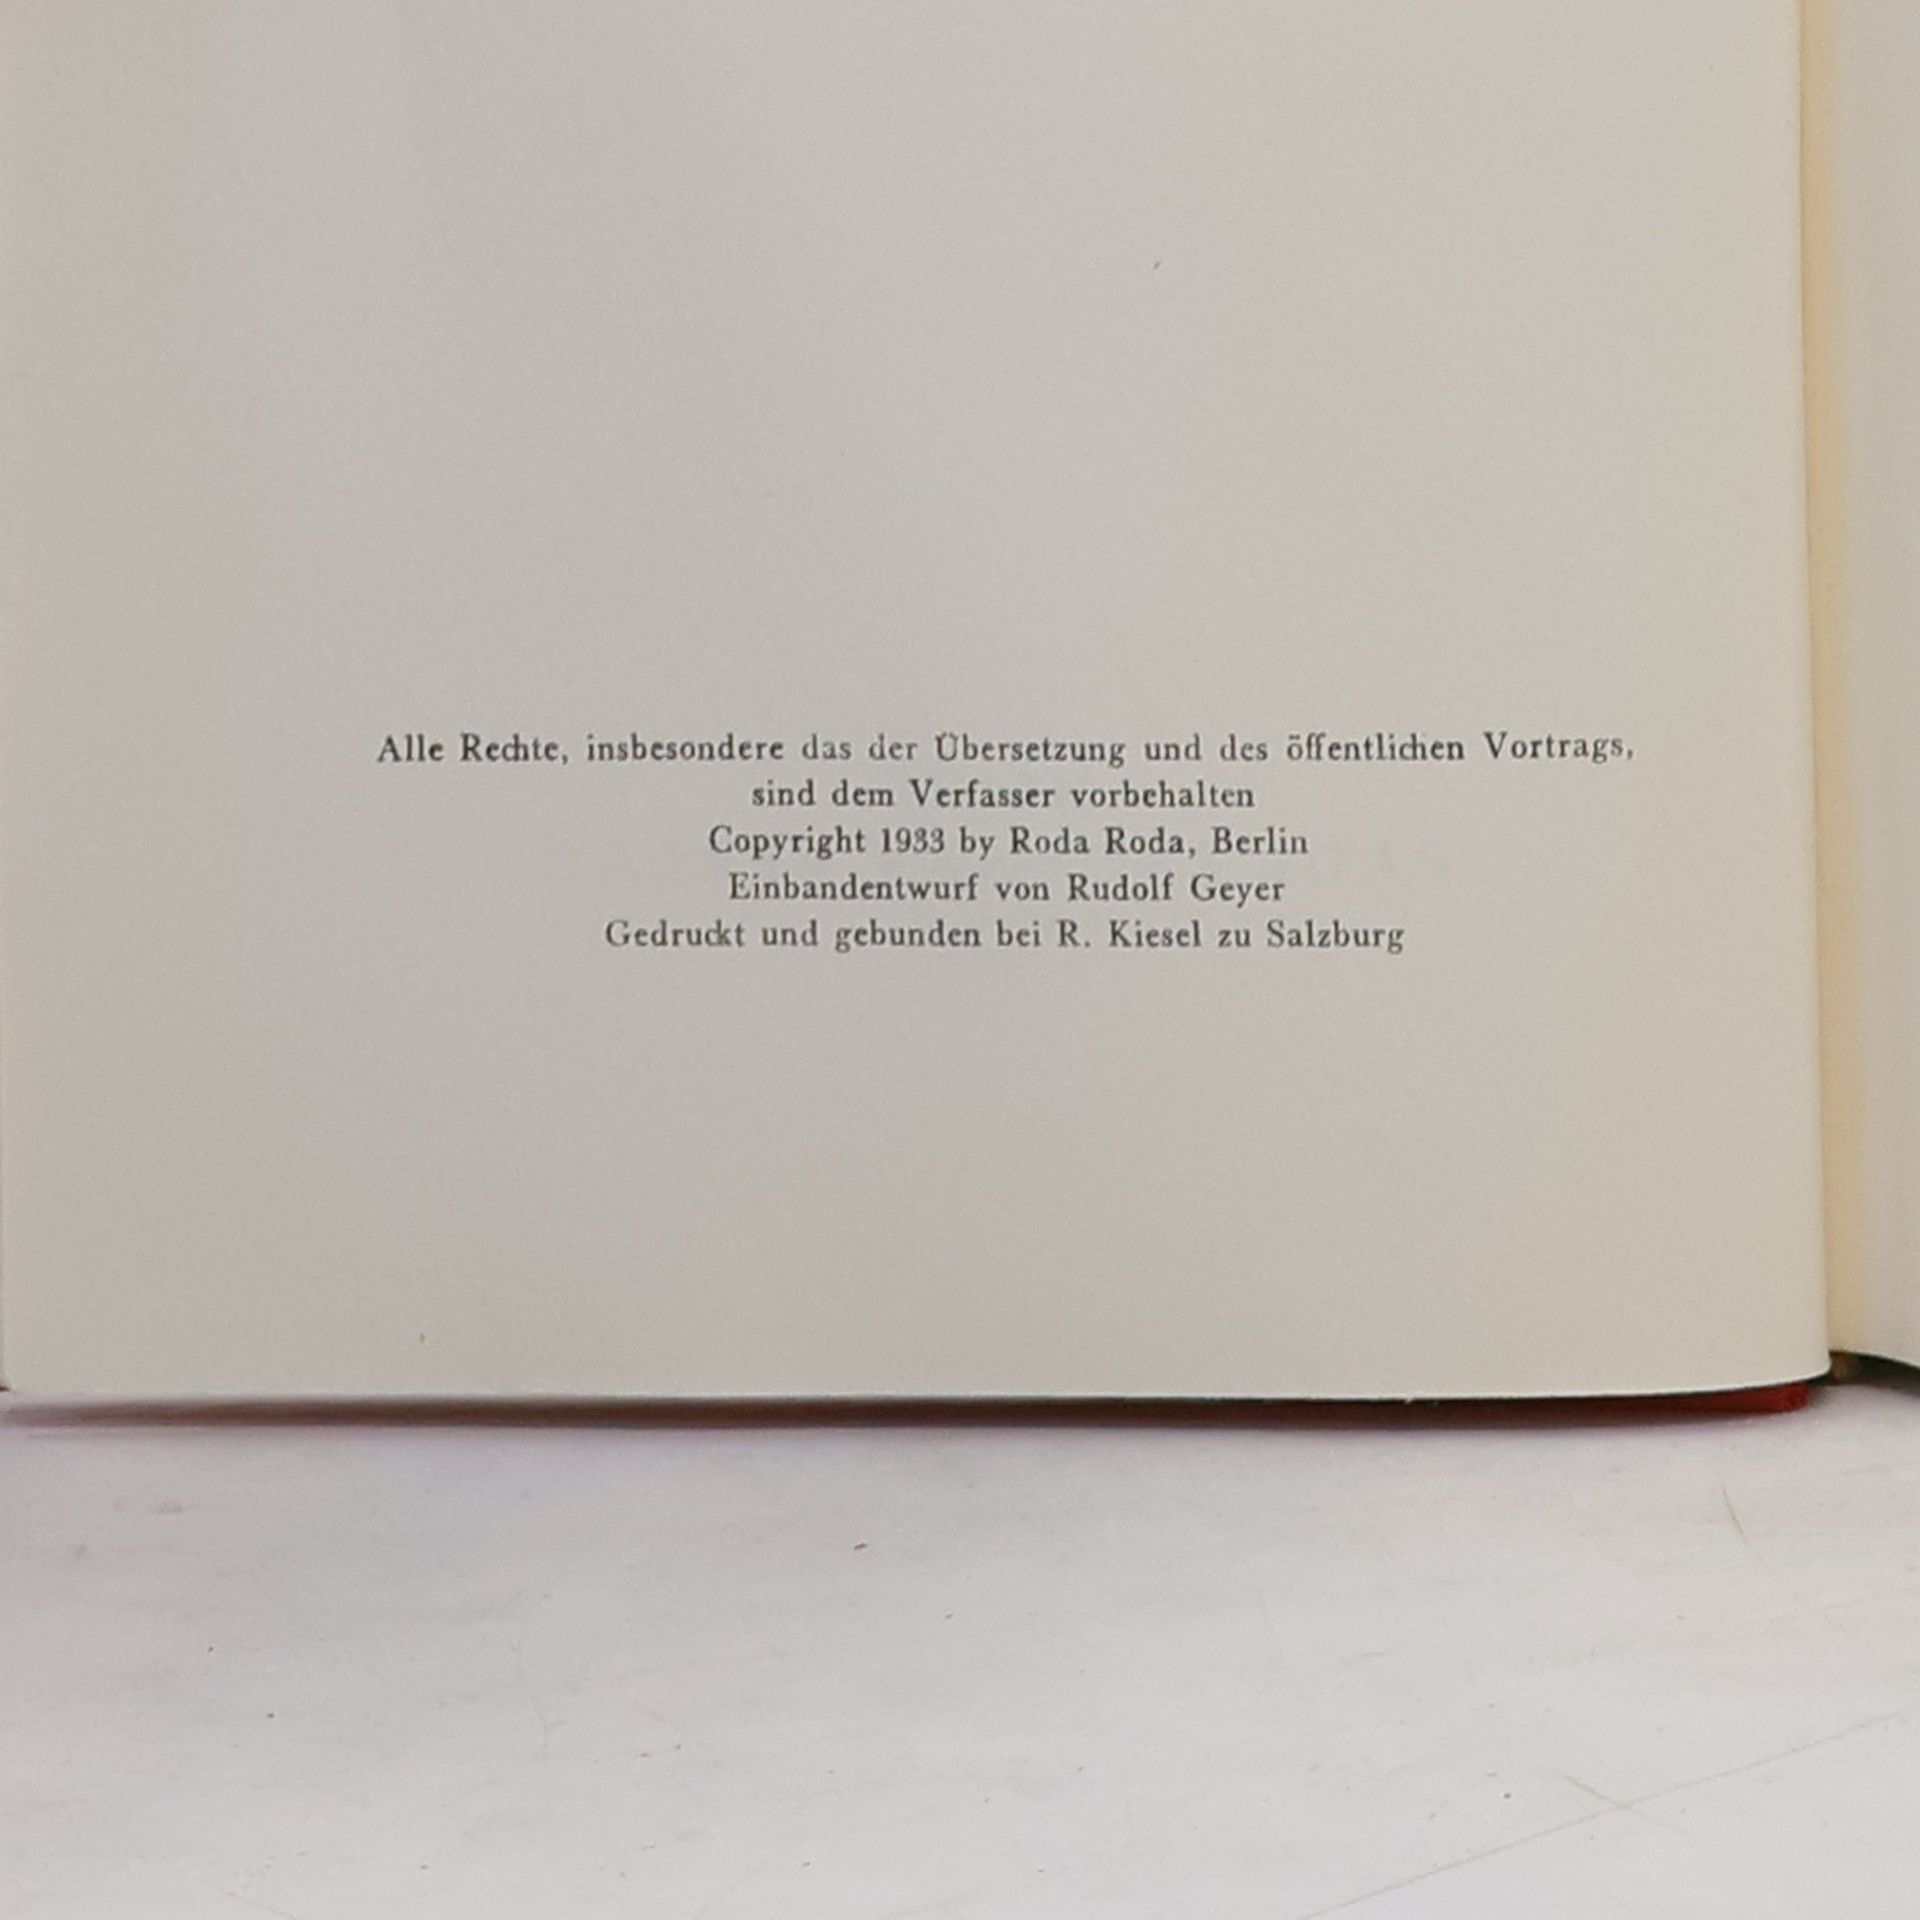 Alle Rechte, insbesondere das der Übersetzung und des öffentlichen Vortrags,
sind dem Verfasser vorbehalten
Copyright 1933 by Roda Roda, Berlin
Einbandentwurf von Rudolf Geyer
Gedruckt und gebunden bei R. Kiesel zu Salzburg